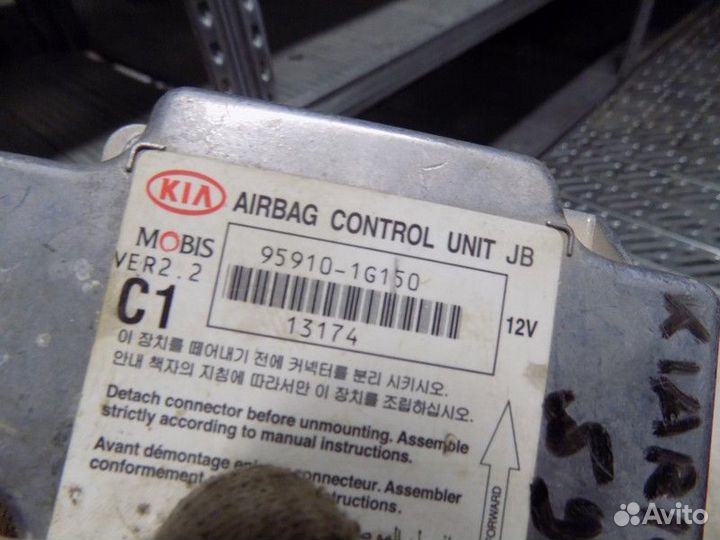 KIA AIRBAG CONTROL UNIT JB
MOBIS
VER2.2
C1
95910-1G150
13174
12V
이 장치를 떼어내기 전에 커넥터를 분리 시키시오.
안내 책자의 지침에 따라서만 이 장치를 조립하십시오.
Detach connector before unmounting. Assemble
strictly according to manual instructions.
Avant démontage connecteur. Assembler
conformement
FORWARD
KIA
Avito